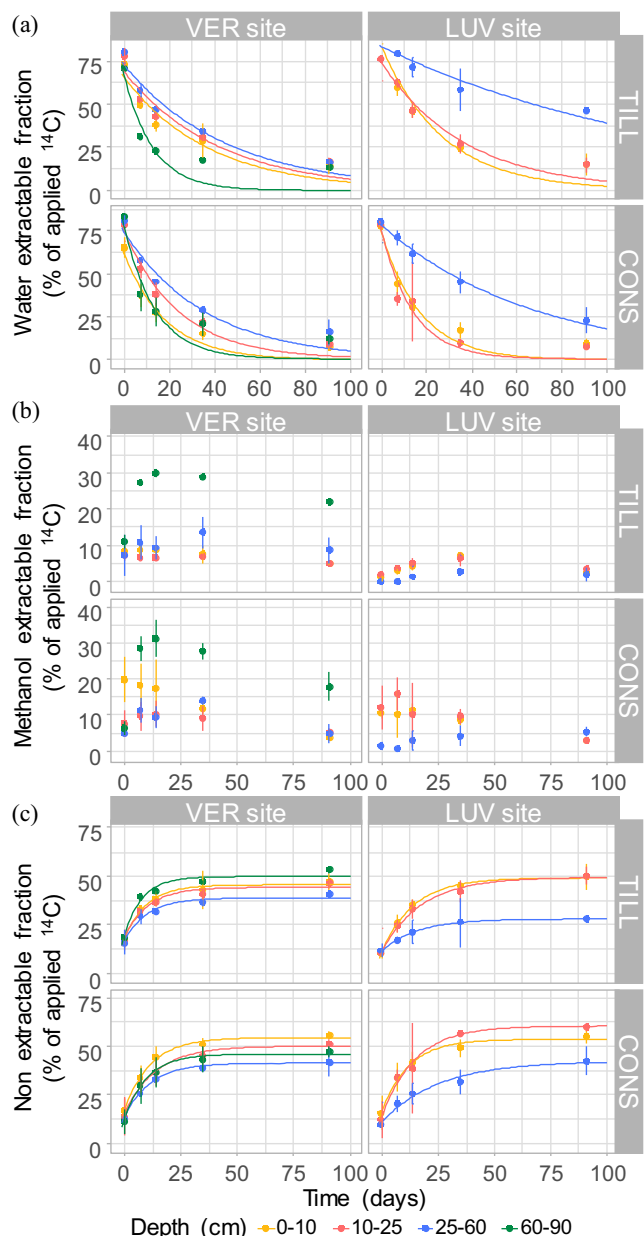 (a)
VER site LUV site
Water extractable fraction
(% of applied ¹⁴C)
75
50
25
0
TILL
75
50
25
0
CONS
0 20 40 60 80 100 0 20 40 60 80 100
(b)
VER site LUV site
Methanol extractable fraction
(% of applied ¹⁴C)
40
30
20
10
0
TILL
40
30
20
10
0
CONS
0 25 50 75 100 0 25 50 75 100
(c)
VER site LUV site
Non extractable fraction
(% of applied ¹⁴C)
75
50
25
0
TILL
75
50
25
0
CONS
0 25 50 75 100 0 25 50 75 100
Time (days)
Depth (cm) 0-10 10-25 25-60 60-90